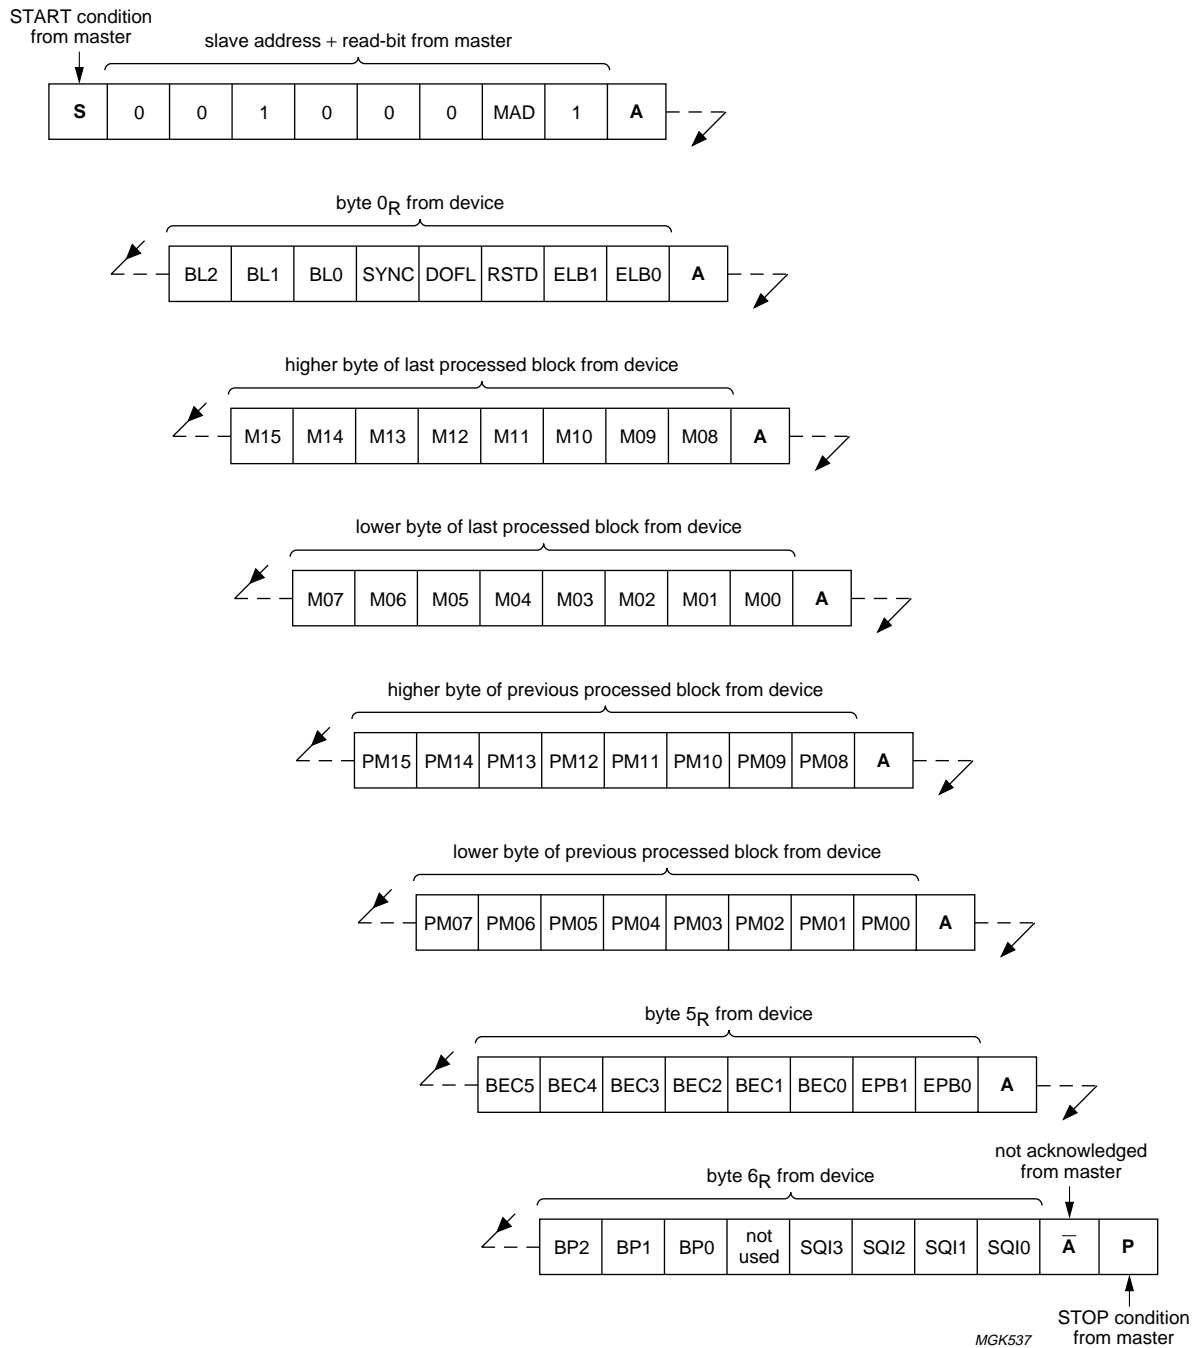 START condition
from master
slave address + read-bit from master
S 0 0 1 0 0 0 MAD 1 A
byte 0R from device
BL2 BL1 BL0 SYNC DOFL RSTD ELB1 ELB0 A
higher byte of last processed block from device
M15 M14 M13 M12 M11 M10 M09 M08 A
lower byte of last processed block from device
M07 M06 M05 M04 M03 M02 M01 M00 A
higher byte of previous processed block from device
PM15 PM14 PM13 PM12 PM11 PM10 PM09 PM08 A
lower byte of previous processed block from device
PM07 PM06 PM05 PM04 PM03 PM02 PM01 PM00 A
byte 5R from device
BEC5 BEC4 BEC3 BEC2 BEC1 BEC0 EPB1 EPB0 A
not acknowledged
from master
byte 6R from device
BP2 BP1 BP0 not used SQI3 SQI2 SQI1 SQI0 A̅ P
STOP condition
from master
MGK537